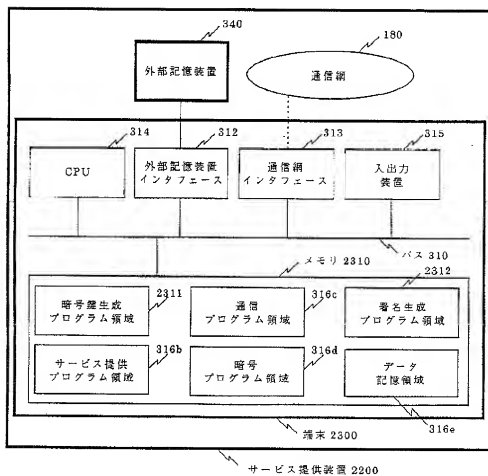 340
180
外部記憶装置
通信網
314
312
313
315
CPU
外部記憶装置
インタフェース
通信網
インタフェース
入出力
装置
バス 310
メモリ 2310
2311
316c
2312
暗号鍵生成
プログラム領域
通信
プログラム領域
署名生成
プログラム領域
316b
316d
サービス提供
プログラム領域
暗号
プログラム領域
データ
記憶領域
316e
端末 2300
サービス提供装置 2200